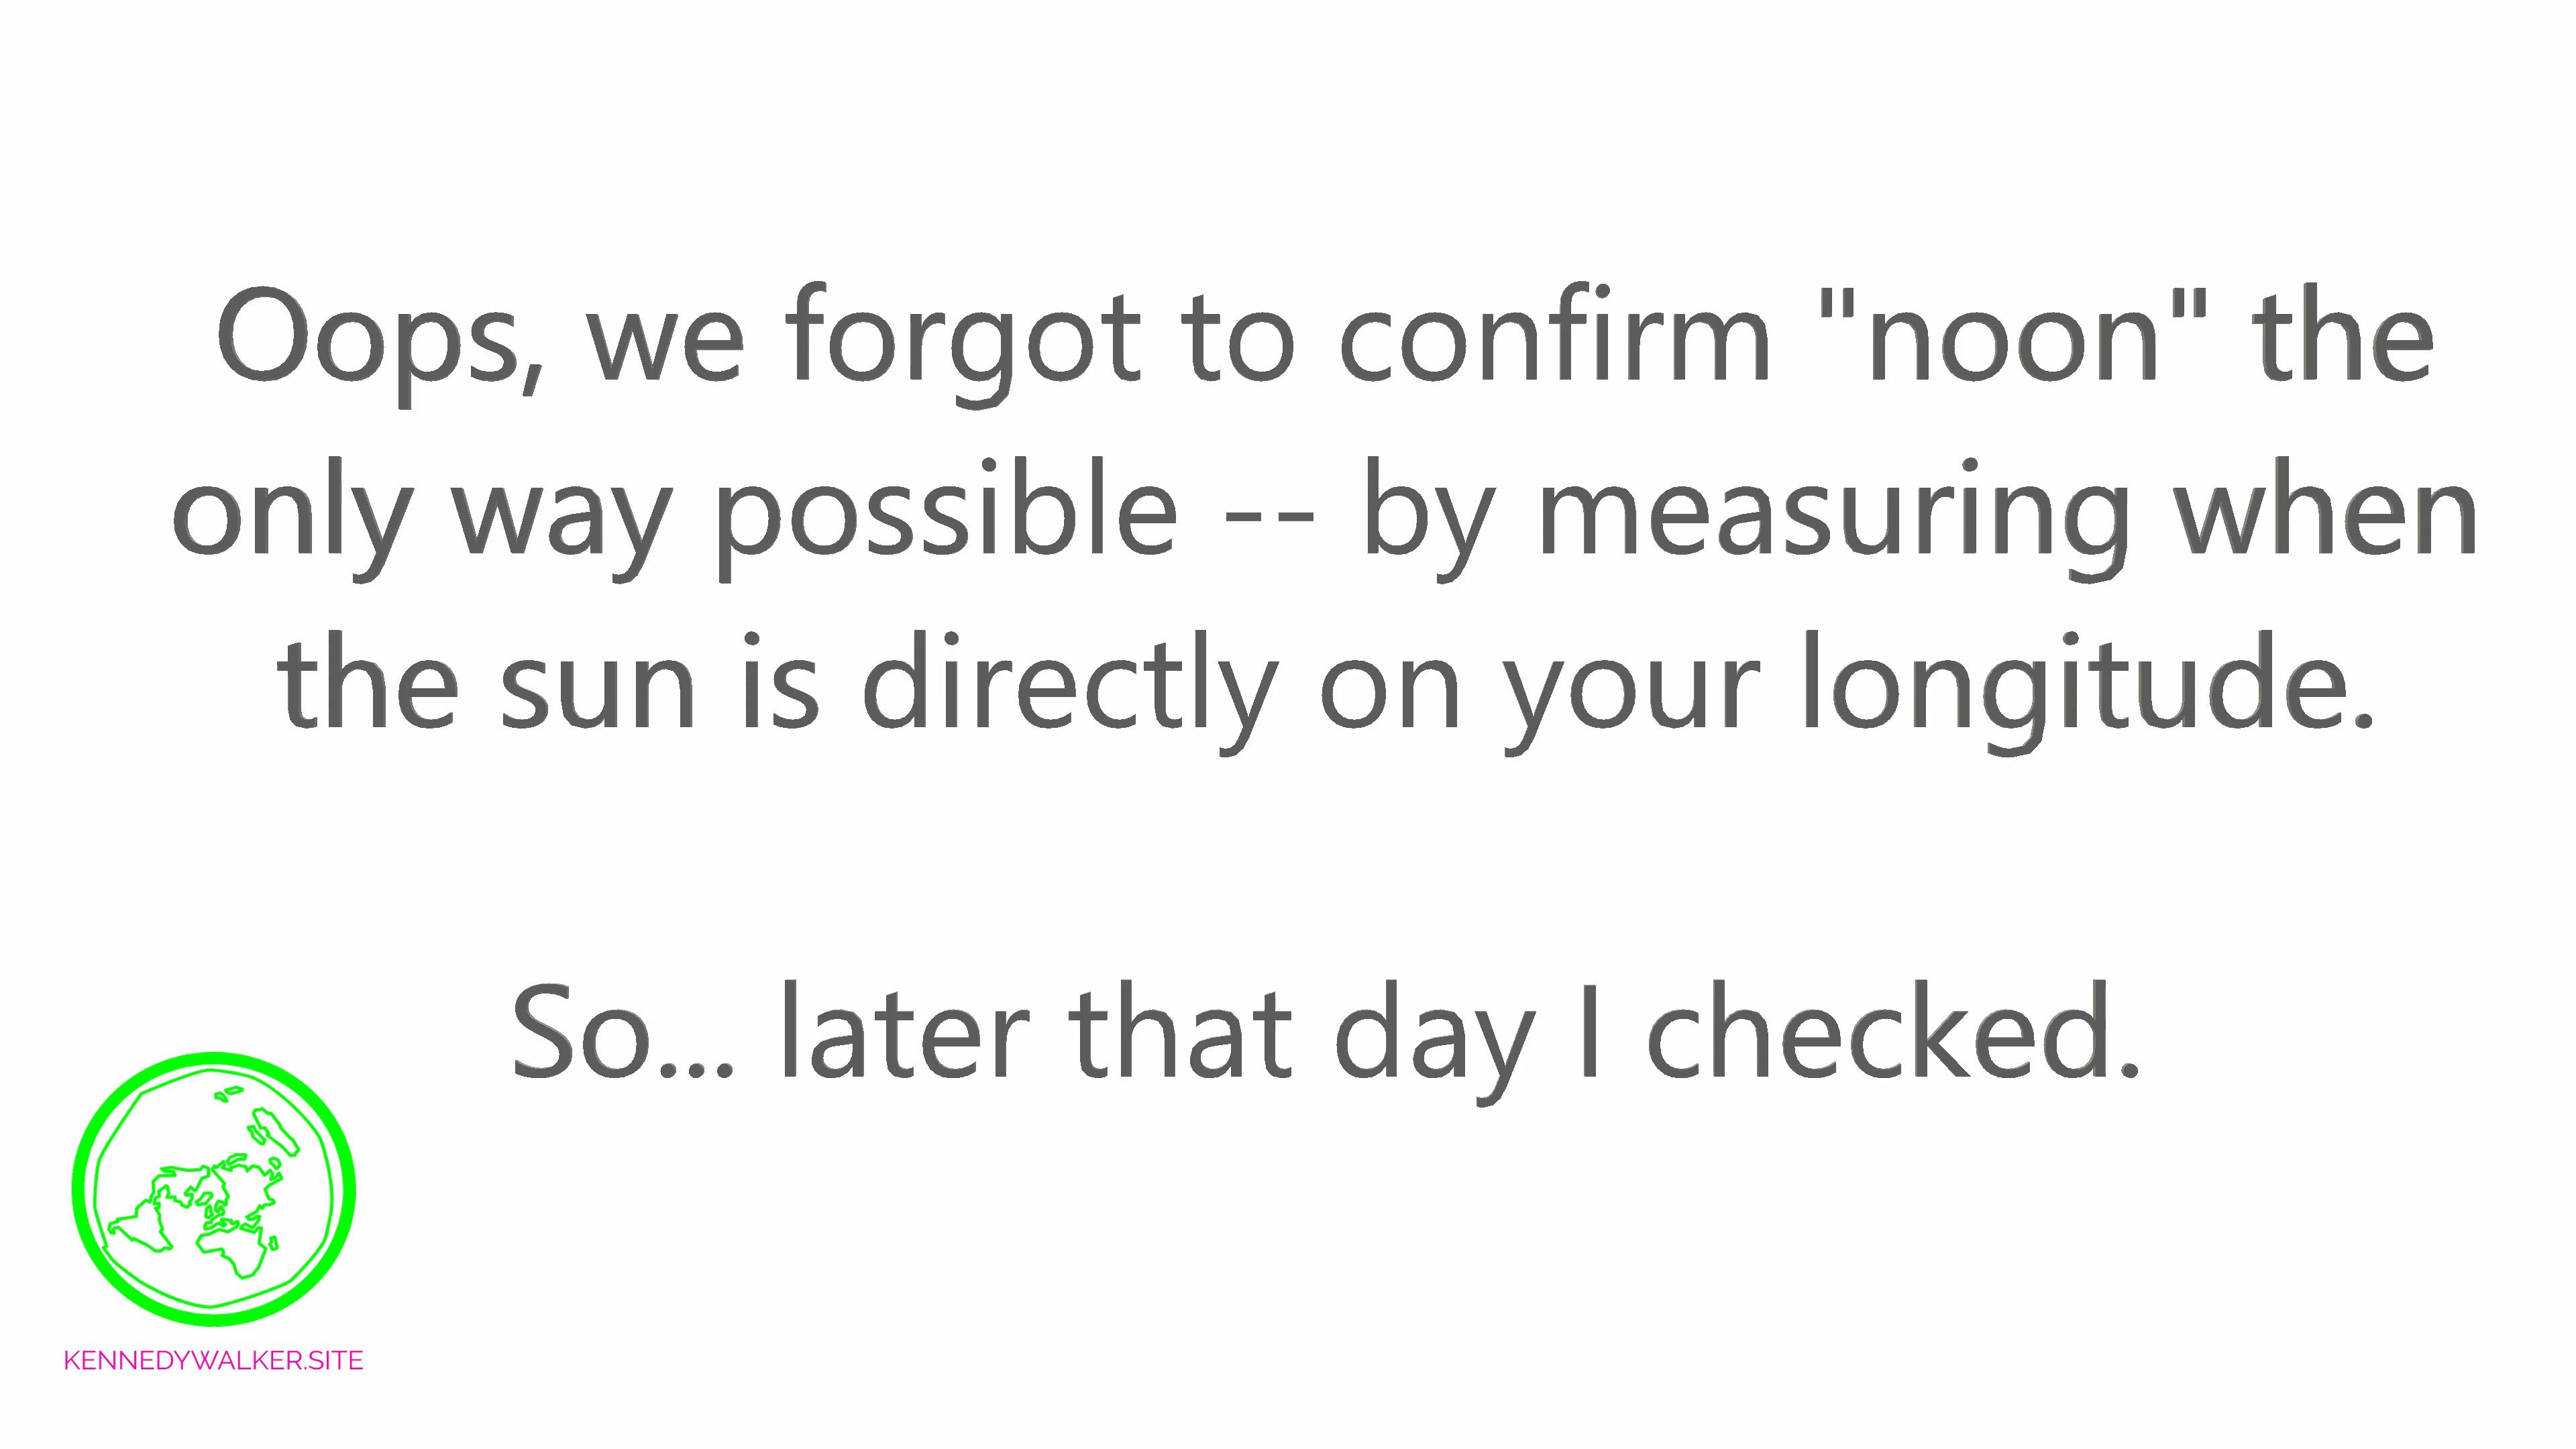 Oops, we forgot to confirm "noon" the
only way possible -- by measuring when
the sun is directly on your longitude.
So... later that day I checked.
KENNEDYWALKER.SITE